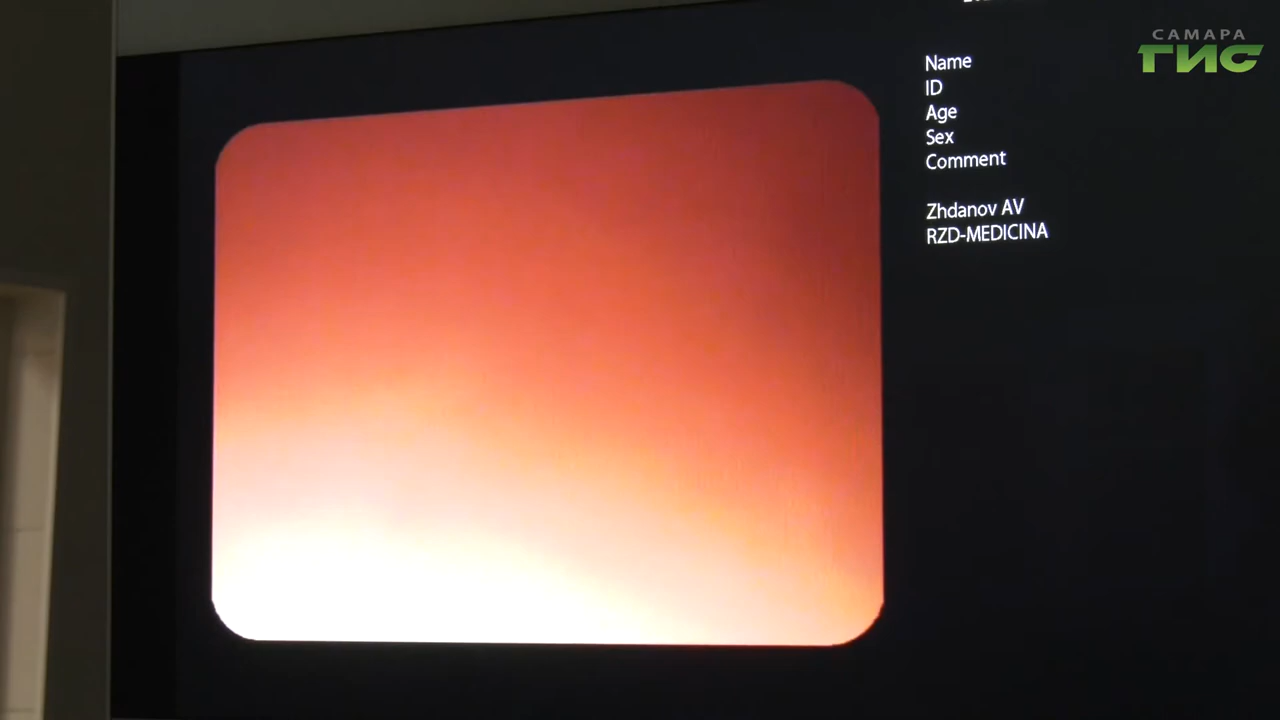 САМАРА
ГИС
Name
ID
Age
Sex
Comment
Zhdanov AV
RZD-MEDICINA